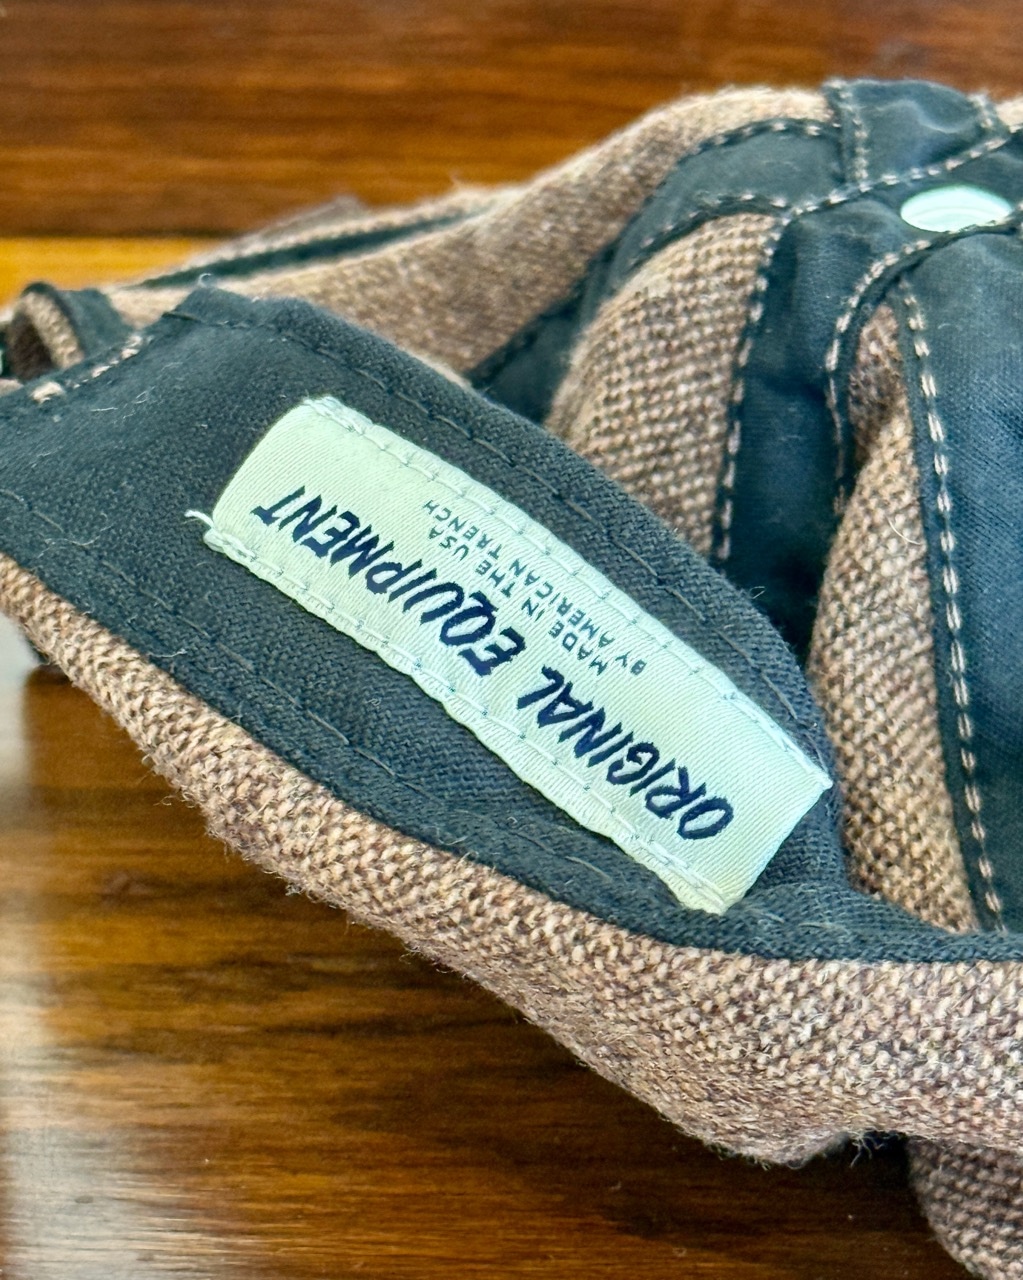 ORIGINAL EQUIPMENT
MADE IN THE USA
BY AMERICAN TRENCH